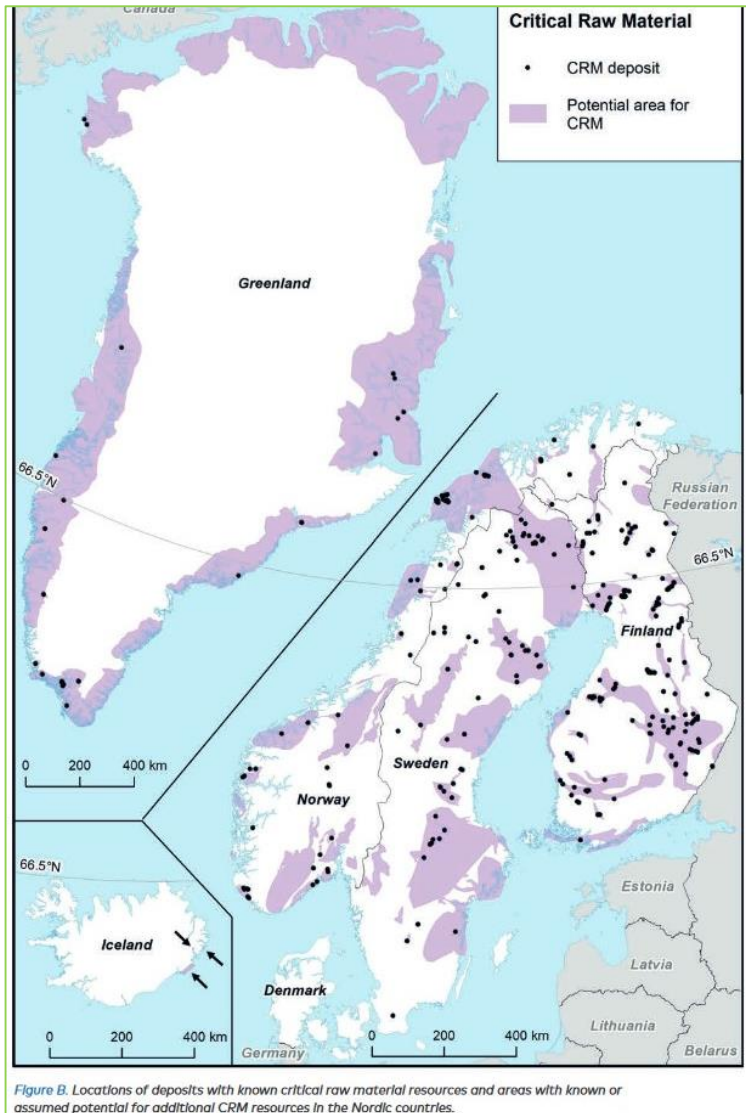 Canada
Critical Raw Material
CRM deposit
Potential area for
CRM
Greenland
66.5°N
Russian
Federation
66.5°N
Finland
0 200 400 km
Sweden
Norway
66.5°N
Estonia
Iceland
Latvia
Denmark
Lithuania
0 200 400 km
0 200 400 km
Germany
Belarus
Figure B. Locations of deposits with known critical raw material resources and areas with known or
assumed potential for additional CRM resources in the Nordic countries.